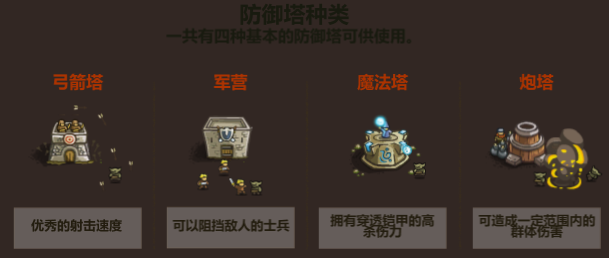 防御塔种类
一共有四种基本的防御塔可供使用。
弓箭塔
军营
魔法塔
炮塔
优秀的射击速度
可以阻挡敌人的士兵
拥有穿透铠甲的高
杀伤力
可造成一定范围内的
群体伤害